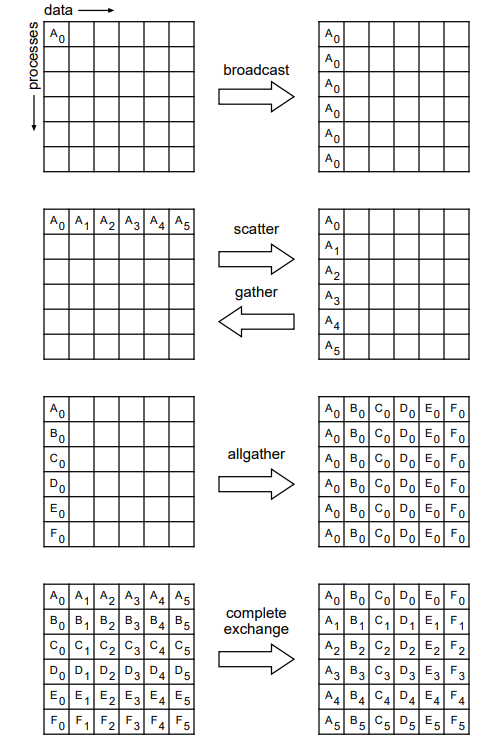 data
processes
A0 A0
A0
broadcast
A0
A0
A0
A0
A0 A1 A2 A3 A4 A5 A0
scatter
A1
A2
gather
A3
A4
A5
A0 A0 B0 C0 D0 E0 F0
B0 A0 B0 C0 D0 E0 F0
allgather
C0 A0 B0 C0 D0 E0 F0
D0 A0 B0 C0 D0 E0 F0
E0 A0 B0 C0 D0 E0 F0
F0 A0 B0 C0 D0 E0 F0
A0 A1 A2 A3 A4 A5 A0 B0 C0 D0 E0 F0
B0 B1 B2 B3 B4 B5 A1 B1 C1 D1 E1 F1
complete
exchange
C0 C1 C2 C3 C4 C5 A2 B2 C2 D2 E2 F2
D0 D1 D2 D3 D4 D5 A3 B3 C3 D3 E3 F3
E0 E1 E2 E3 E4 E5 A4 B4 C4 D4 E4 F4
F0 F1 F2 F3 F4 F5 A5 B5 C5 D5 E5 F5